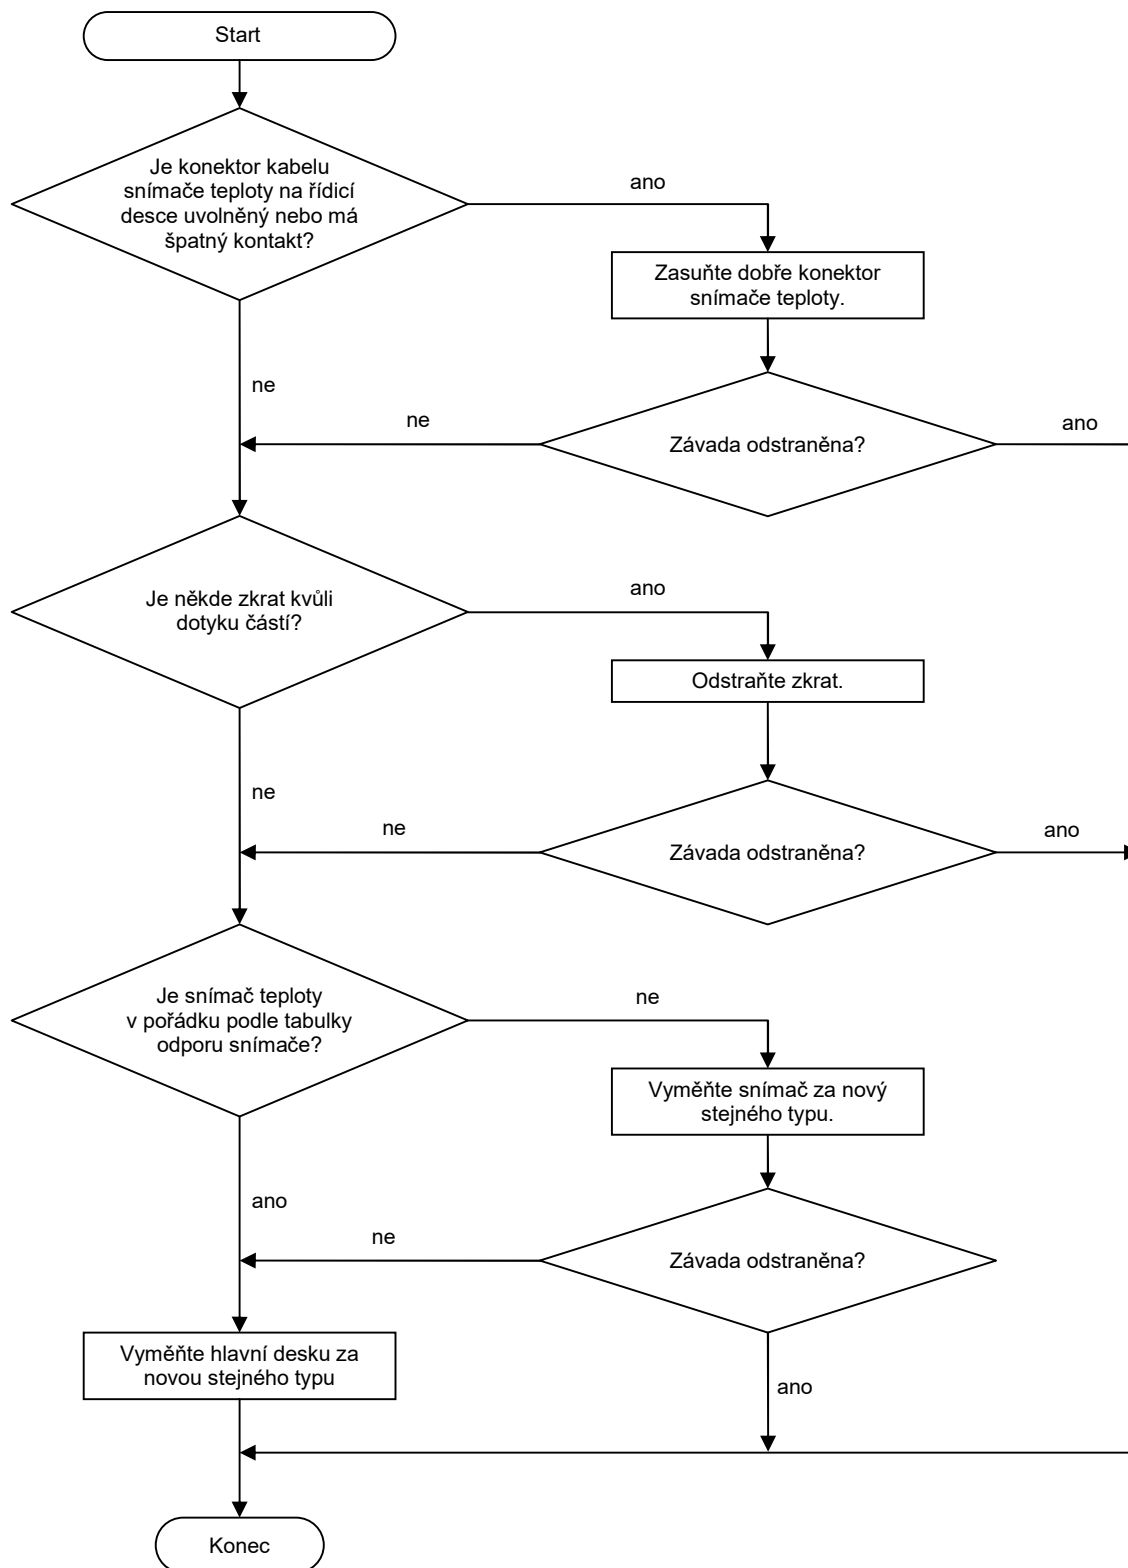 Start
Je konektor kabelu
snímače teploty na řídicí
desce uvolněný nebo má
špatný kontakt?
ano
Zasuňte dobře konektor
snímače teploty.
ne
ne
Závada odstraněna?
ano
Je někde zkrat kvůli
dotyku částí?
ano
Odstraňte zkrat.
ne
ne
Závada odstraněna?
ano
Je snímač teploty
v pořádku podle tabulky
odporu snímače?
ne
Vyměňte snímač za nový
stejného typu.
ano
ne
Závada odstraněna?
Vyměňte hlavní desku za
novou stejného typu
ano
Konec